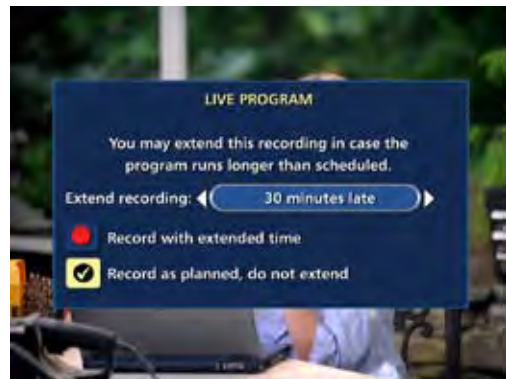 LIVE PROGRAM
You may extend this recording in case the
program runs longer than scheduled.
Extend recording: 30 minutes late
Record with extended time
Record as planned, do not extend